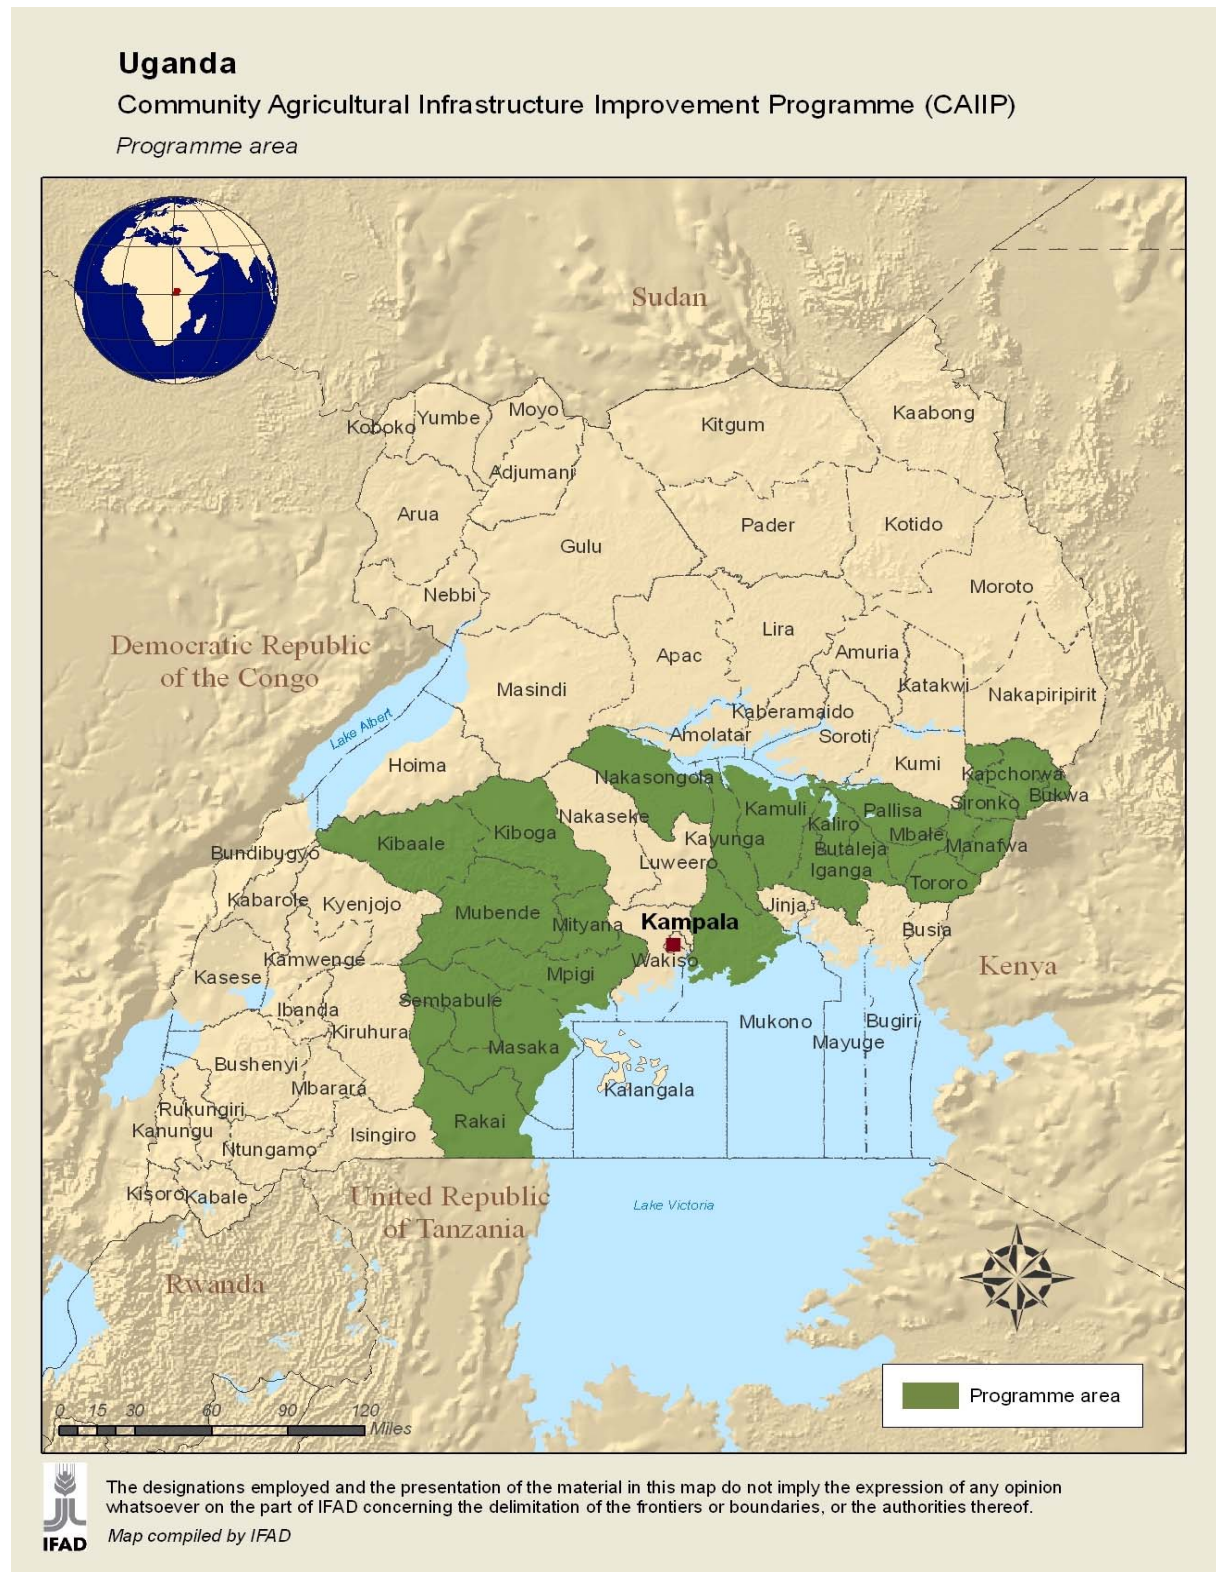 Uganda
Community Agricultural Infrastructure Improvement Programme (CAIIP)
Programme area
Sudan
Kaabong
Moyo
Yumbe
Koboko
Kitgum
Adjumani
Arua
Pader
Kotido
Gulu
Moroto
Nebbi
Lira
Democratic Republic
of the Congo
Apac
Amuria
Katakwi
Masindi
Nakapiripirit
Kaberamaido
Lake Albert
Amolatar
Soroti
Hoima
Kumi
Nakasongola
Kapchorwa
Bukwa
Sironko
Kamuli
Pallisa
Nakaseke
Kaliro
Kiboga
Mbale
Kayunga
Kibaale
Butaleja
Manafwa
Bundibugyo
Luweero
Iganga
Tororo
Kabarole
Kyenjojo
Jinja
Mubende
Mityana
Kampala
Busia
Kamwenge
Wakiso
Kenya
Kasese
Mpigi
Sembabule
Ibanda
Mukono
Bugiri
Kiruhura
Mayuge
Masaka
Bushenyi
Mbarara
Kalangala
Rukungiri
Rakai
Kanungu
Isingiro
Ntungamo
Kisoro
Kabale
United Republic
of Tanzania
Lake Victoria
Rwanda
Programme area
0 15 30 60 90 120
Miles
The designations employed and the presentation of the material in this map do not imply the expression of any opinion
whatsoever on the part of IFAD concerning the delimitation of the frontiers or boundaries, or the authorities thereof.
IFAD
Map compiled by IFAD